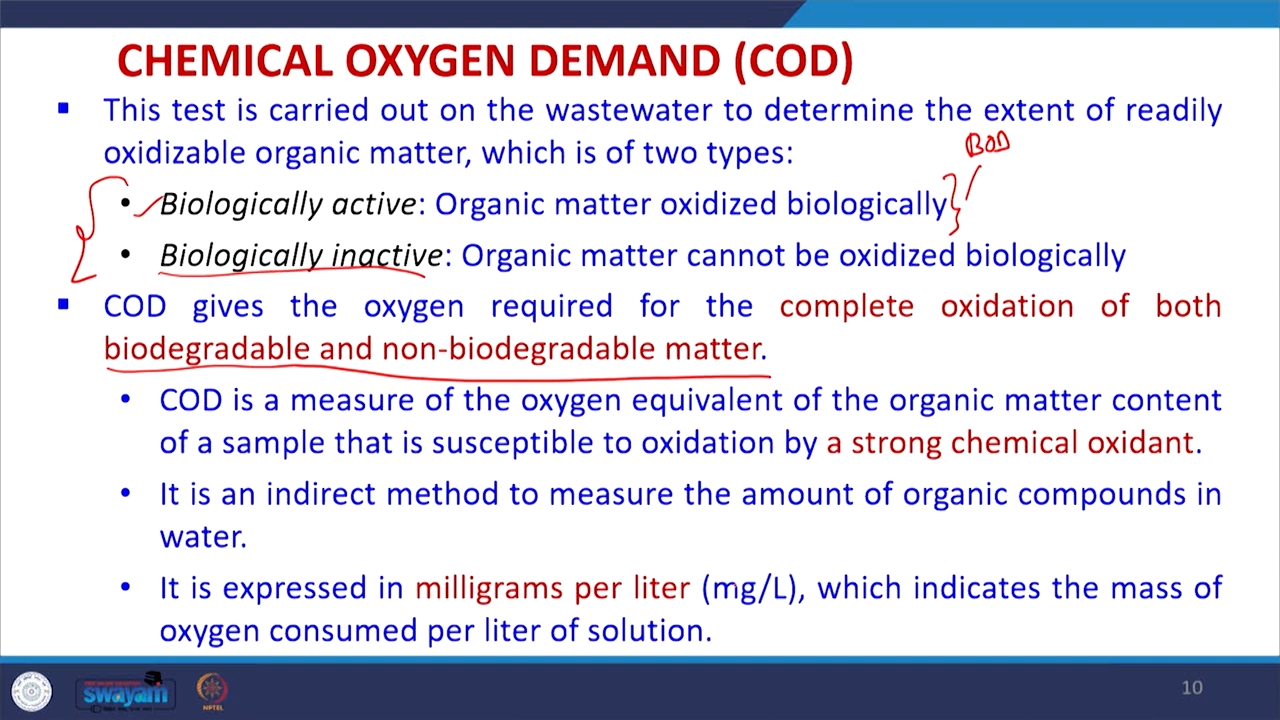 CHEMICAL OXYGEN DEMAND (COD)
▪ This test is carried out on the wastewater to determine the extent of readily
oxidizable organic matter, which is of two types:
BOD
• Biologically active: Organic matter oxidized biologically
• Biologically inactive: Organic matter cannot be oxidized biologically
▪ COD gives the oxygen required for the complete oxidation of both
biodegradable and non-biodegradable matter.
• COD is a measure of the oxygen equivalent of the organic matter content
of a sample that is susceptible to oxidation by a strong chemical oxidant.
• It is an indirect method to measure the amount of organic compounds in
water.
• It is expressed in milligrams per liter (mg/L), which indicates the mass of
oxygen consumed per liter of solution.
swayam
NPTEL
10